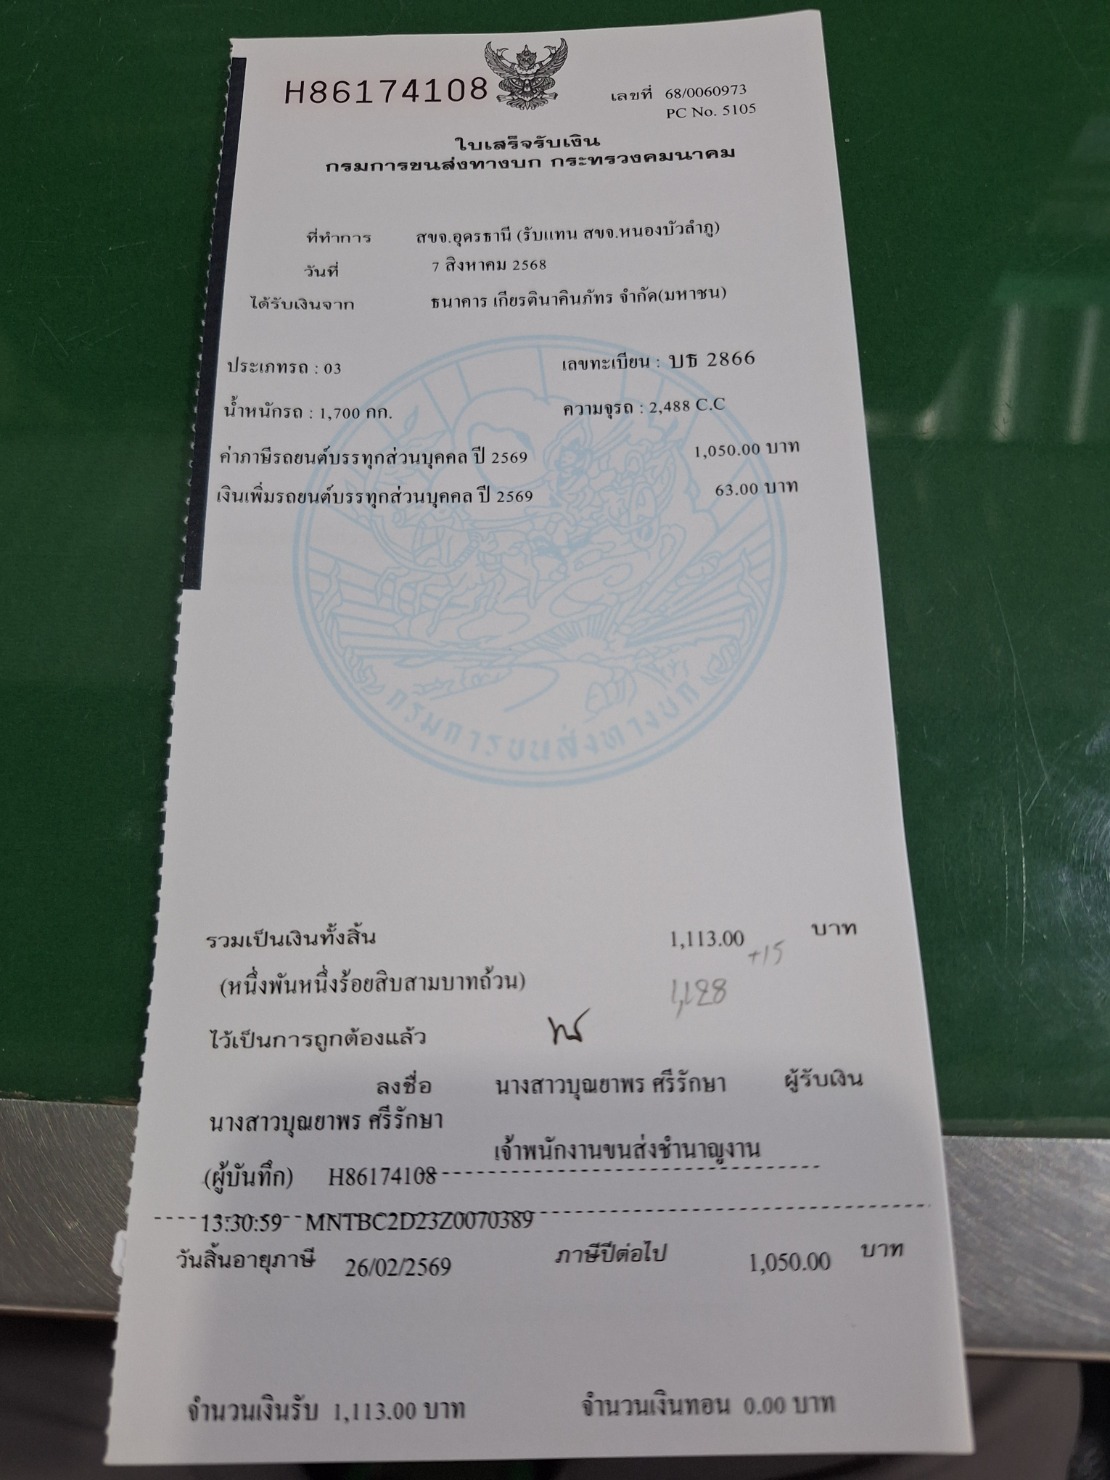 H86174108
เลขที่ 68/0060973
PC No. 5105
ใบเสร็จรับเงิน
กรมการขนส่งทางบก กระทรวงคมนาคม
ที่ทำการ สขจ.อุดรธานี (รับแทน สขจ.หนองบัวลำภู)
วันที่ 7 สิงหาคม 2568
ได้รับเงินจาก ธนาคาร เกียรตินาคินภัทร จำกัด(มหาชน)
ประเภทรถ : 03 เลขทะเบียน : บธ 2866
น้ำหนักรถ : 1,700 กก. ความจุรถ : 2,488 C.C
ค่าภาษีรถยนต์บรรทุกส่วนบุคคล ปี 2569 1,050.00 บาท
เงินเพิ่มรถยนต์บรรทุกส่วนบุคคล ปี 2569 63.00 บาท
กรมการขนส่งทางบก
รวมเป็นเงินทั้งสิ้น 1,113.00 บาท
+15
(หนึ่งพันหนึ่งร้อยสิบสามบาทถ้วน) 1,128
ไว้เป็นการถูกต้องแล้ว
ลงชื่อ นางสาวบุณยาพร ศรีรักษา ผู้รับเงิน
นางสาวบุณยาพร ศรีรักษา
เจ้าพนักงานขนส่งชำนาญงาน
(ผู้บันทึก) H86174108
13:30:59 MNTBC2D23Z0070389
วันสิ้นอายุภาษี 26/02/2569 ภาษีปีต่อไป 1,050.00 บาท
จำนวนเงินรับ 1,113.00 บาท จำนวนเงินทอน 0.00 บาท